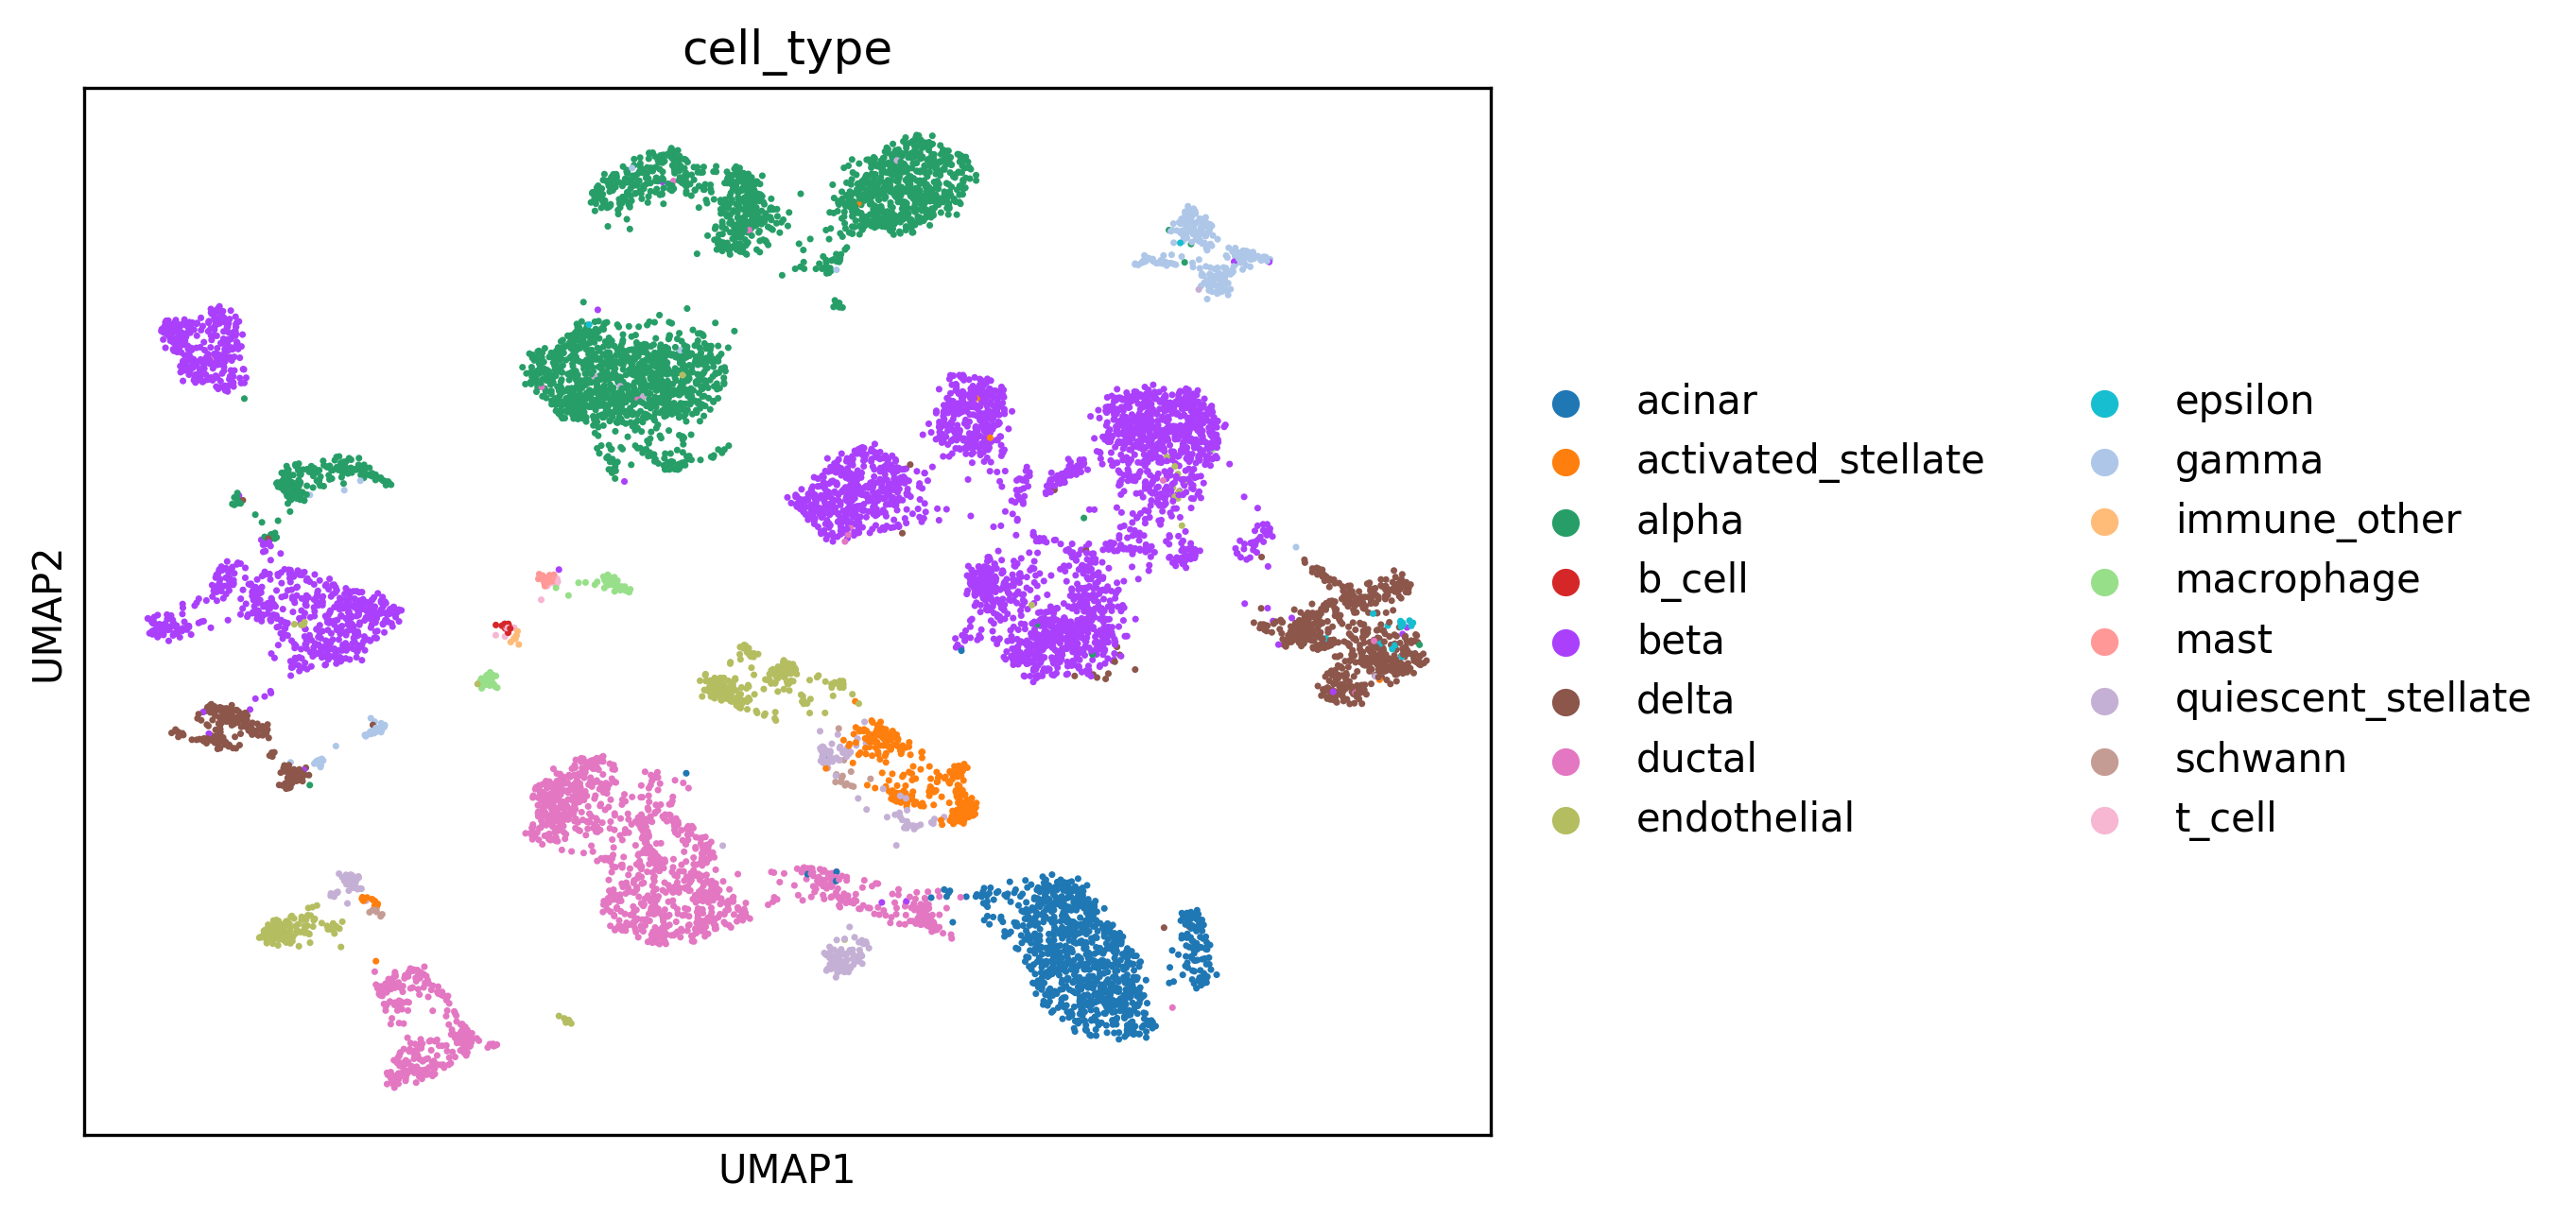 cell_type
UMAP2
UMAP1
acinar
activated_stellate
alpha
b_cell
beta
delta
ductal
endothelial
epsilon
gamma
immune_other
macrophage
mast
quiescent_stellate
schwann
t_cell